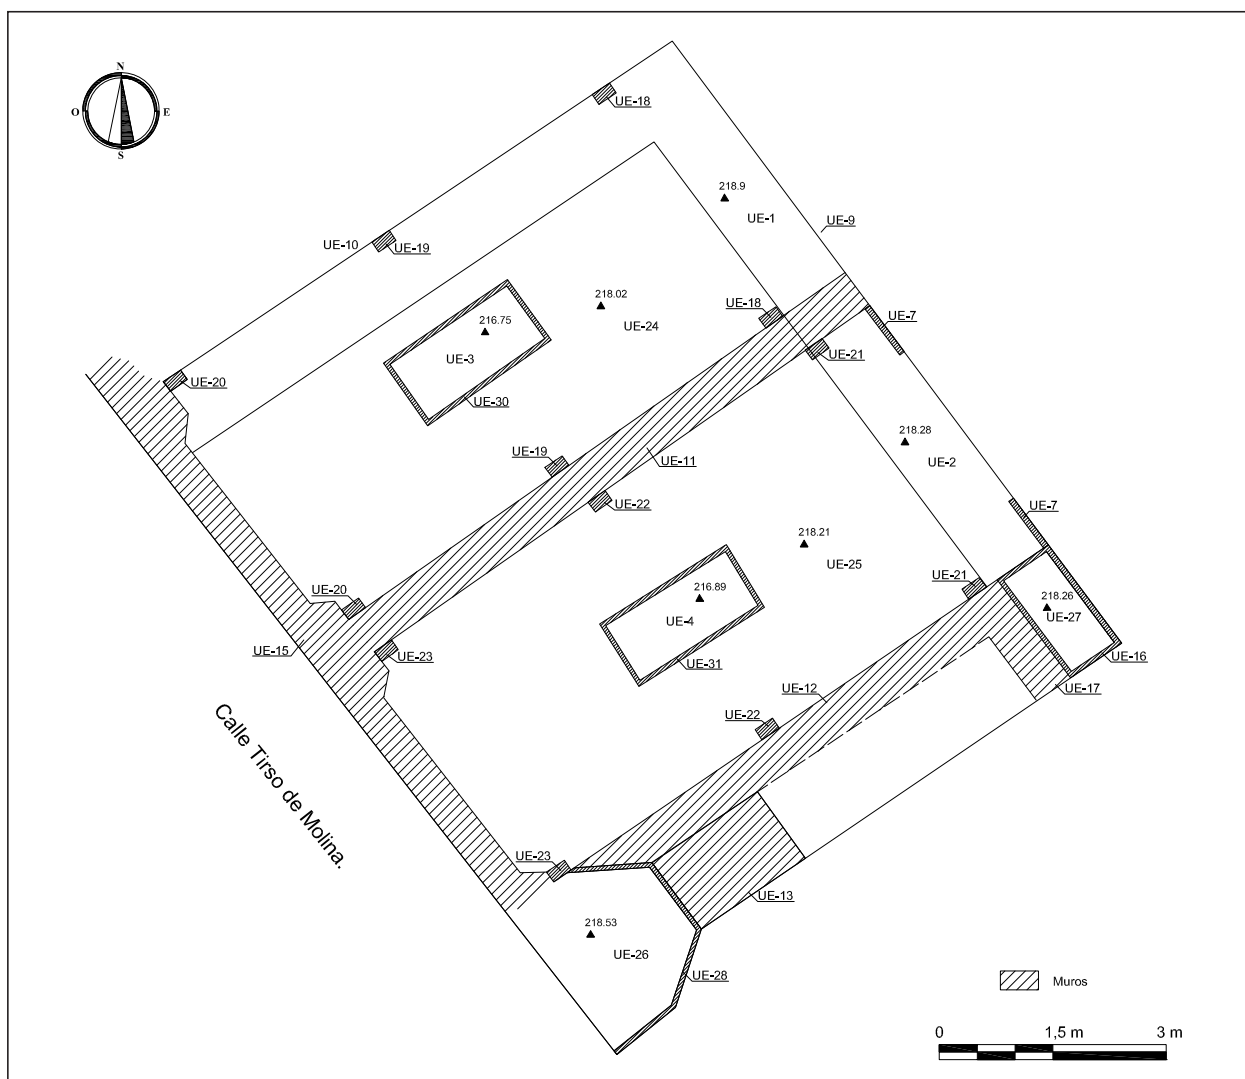 N
O E
S
UE-18
218.9
UE-1
UE-9
UE-10
UE-19
218.02
UE-24
UE-18
UE-7
216.75
UE-3
UE-21
UE-20
UE-30
218.28
UE-2
UE-19
UE-11
UE-22
UE-7
218.21
UE-25
UE-21
216.89
UE-4
218.26
UE-27
UE-20
UE-15
UE-23
UE-31
UE-16
UE-17
UE-12
UE-22
Calle Tirso de Molina.
UE-23
UE-13
218.53
UE-26
UE-28
Muros
0 1,5 m 3 m